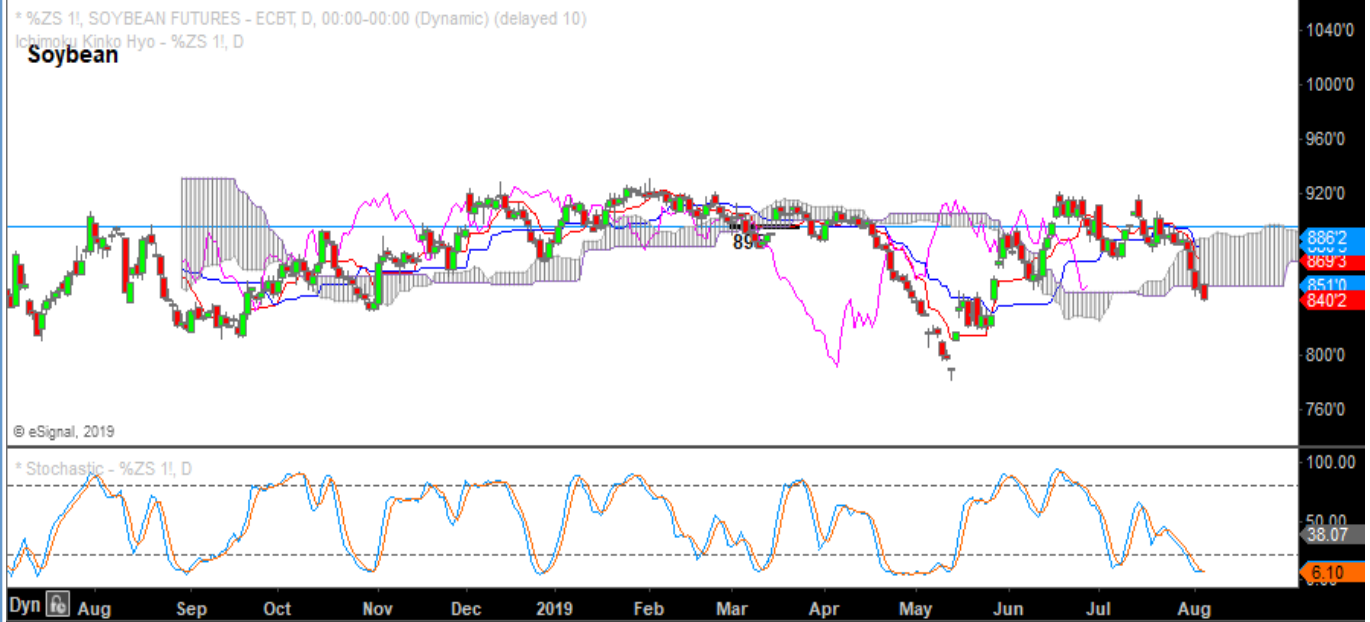 * %ZS 1!, SOYBEAN FUTURES - ECBT, D, 00:00-00:00 (Dynamic) (delayed 10)
Ichimoku Kinko Hyo - %ZS 1!, D
Soybean
1040'0
1000'0
960'0
920'0
886'2
869'3
851'0
840'2
800'0
760'0
89
© eSignal, 2019
* Stochastic - %ZS 1!, D
100.00
50.00
38.07
6.10
Dyn Aug Sep Oct Nov Dec 2019 Feb Mar Apr May Jun Jul Aug